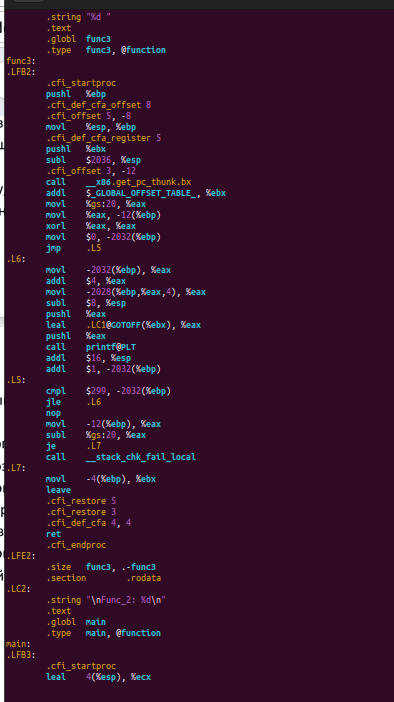 .string "%d "
.text
.globl func3
.type func3, @function
func3:
.LFB2:
.cfi_startproc
pushl %ebp
.cfi_def_cfa_offset 8
.cfi_offset 5, -8
movl %esp, %ebp
.cfi_def_cfa_register 5
pushl %ebx
subl $2036, %esp
.cfi_offset 3, -12
call __x86.get_pc_thunk.bx
addl $_GLOBAL_OFFSET_TABLE_, %ebx
movl %gs:20, %eax
movl %eax, -12(%ebp)
xorl %eax, %eax
movl $0, -2032(%ebp)
jmp .L5
.L6:
movl -2032(%ebp), %eax
addl $4, %eax
movl -2028(%ebp,%eax,4), %eax
subl $8, %esp
pushl %eax
leal .LC1@GOTOFF(%ebx), %eax
pushl %eax
call printf@PLT
addl $16, %esp
addl $1, -2032(%ebp)
.L5:
cmpl $299, -2032(%ebp)
jle .L6
nop
movl -12(%ebp), %eax
subl %gs:20, %eax
je .L7
call __stack_chk_fail_local
.L7:
movl -4(%ebp), %ebx
leave
.cfi_restore 5
.cfi_restore 3
.cfi_def_cfa 4, 4
ret
.cfi_endproc
.LFE2:
.size func3, .-func3
.section .rodata
.LC2:
.string "\nFunc_2: %d\n"
.text
.globl main
.type main, @function
main:
.LFB3:
.cfi_startproc
leal 4(%esp), %ecx